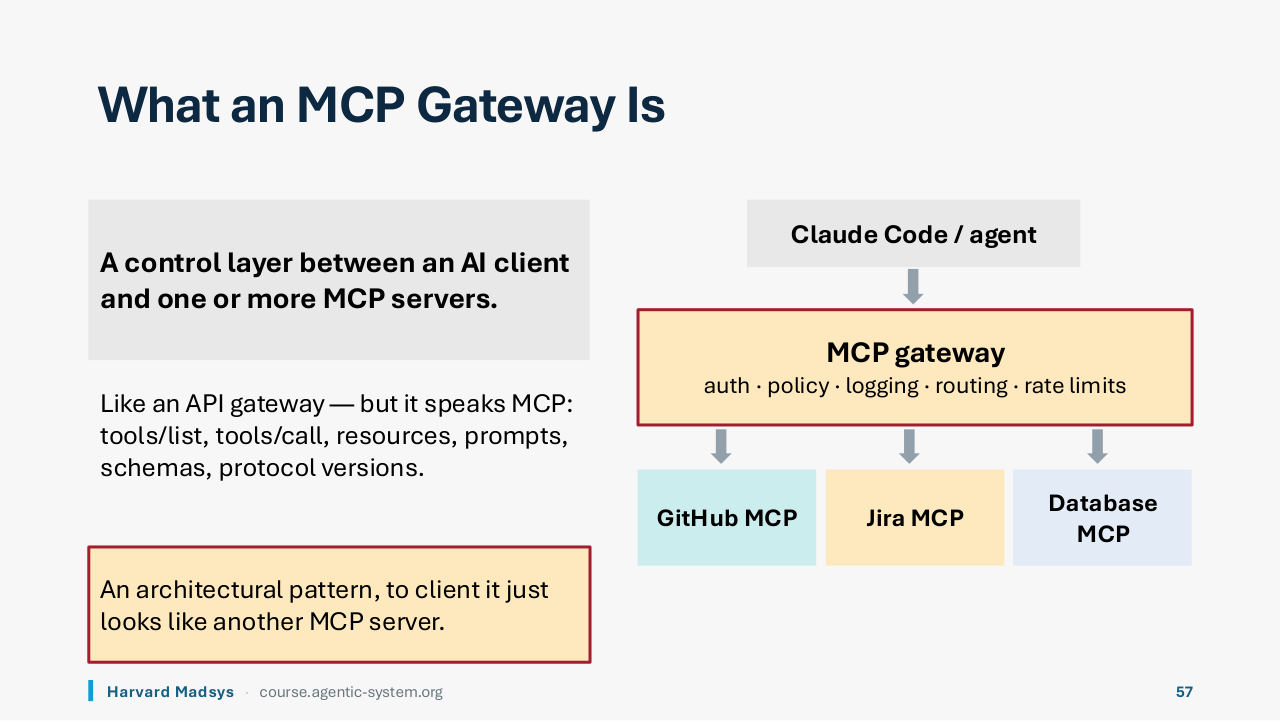 What an MCP Gateway Is
A control layer between an AI client
and one or more MCP servers.
Like an API gateway — but it speaks MCP:
tools/list, tools/call, resources, prompts,
schemas, protocol versions.
An architectural pattern, to client it just
looks like another MCP server.
Claude Code / agent
MCP gateway
auth · policy · logging · routing · rate limits
GitHub MCP
Jira MCP
Database
MCP
Harvard Madsys · course.agentic-system.org
57